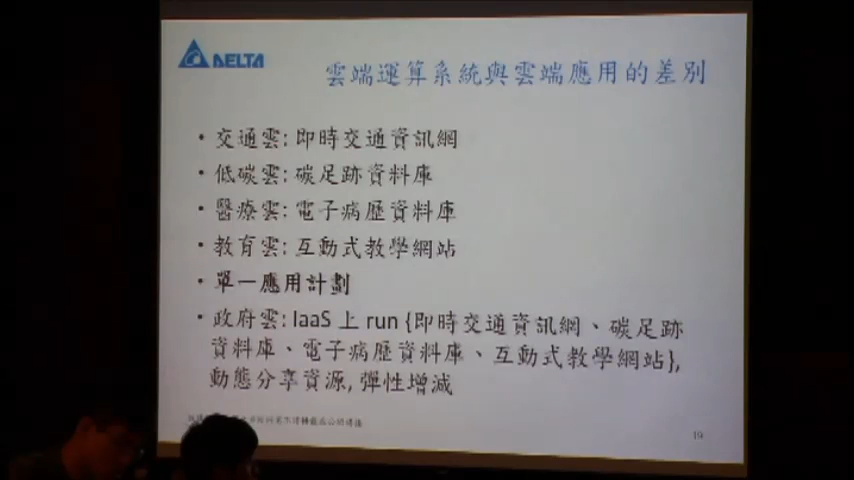 DELTA
雲端運算系統與雲端應用的差別
• 交通雲: 即時交通資訊網
• 低碳雲: 碳足跡資料庫
• 醫療雲: 電子病歷資料庫
• 教育雲: 互動式教學網站
• 單一應用計劃
• 政府雲: IaaS 上 run {即時交通資訊網、碳足跡
資料庫、電子病歷資料庫、互動式教學網站},
動態分享資源, 彈性增減
19